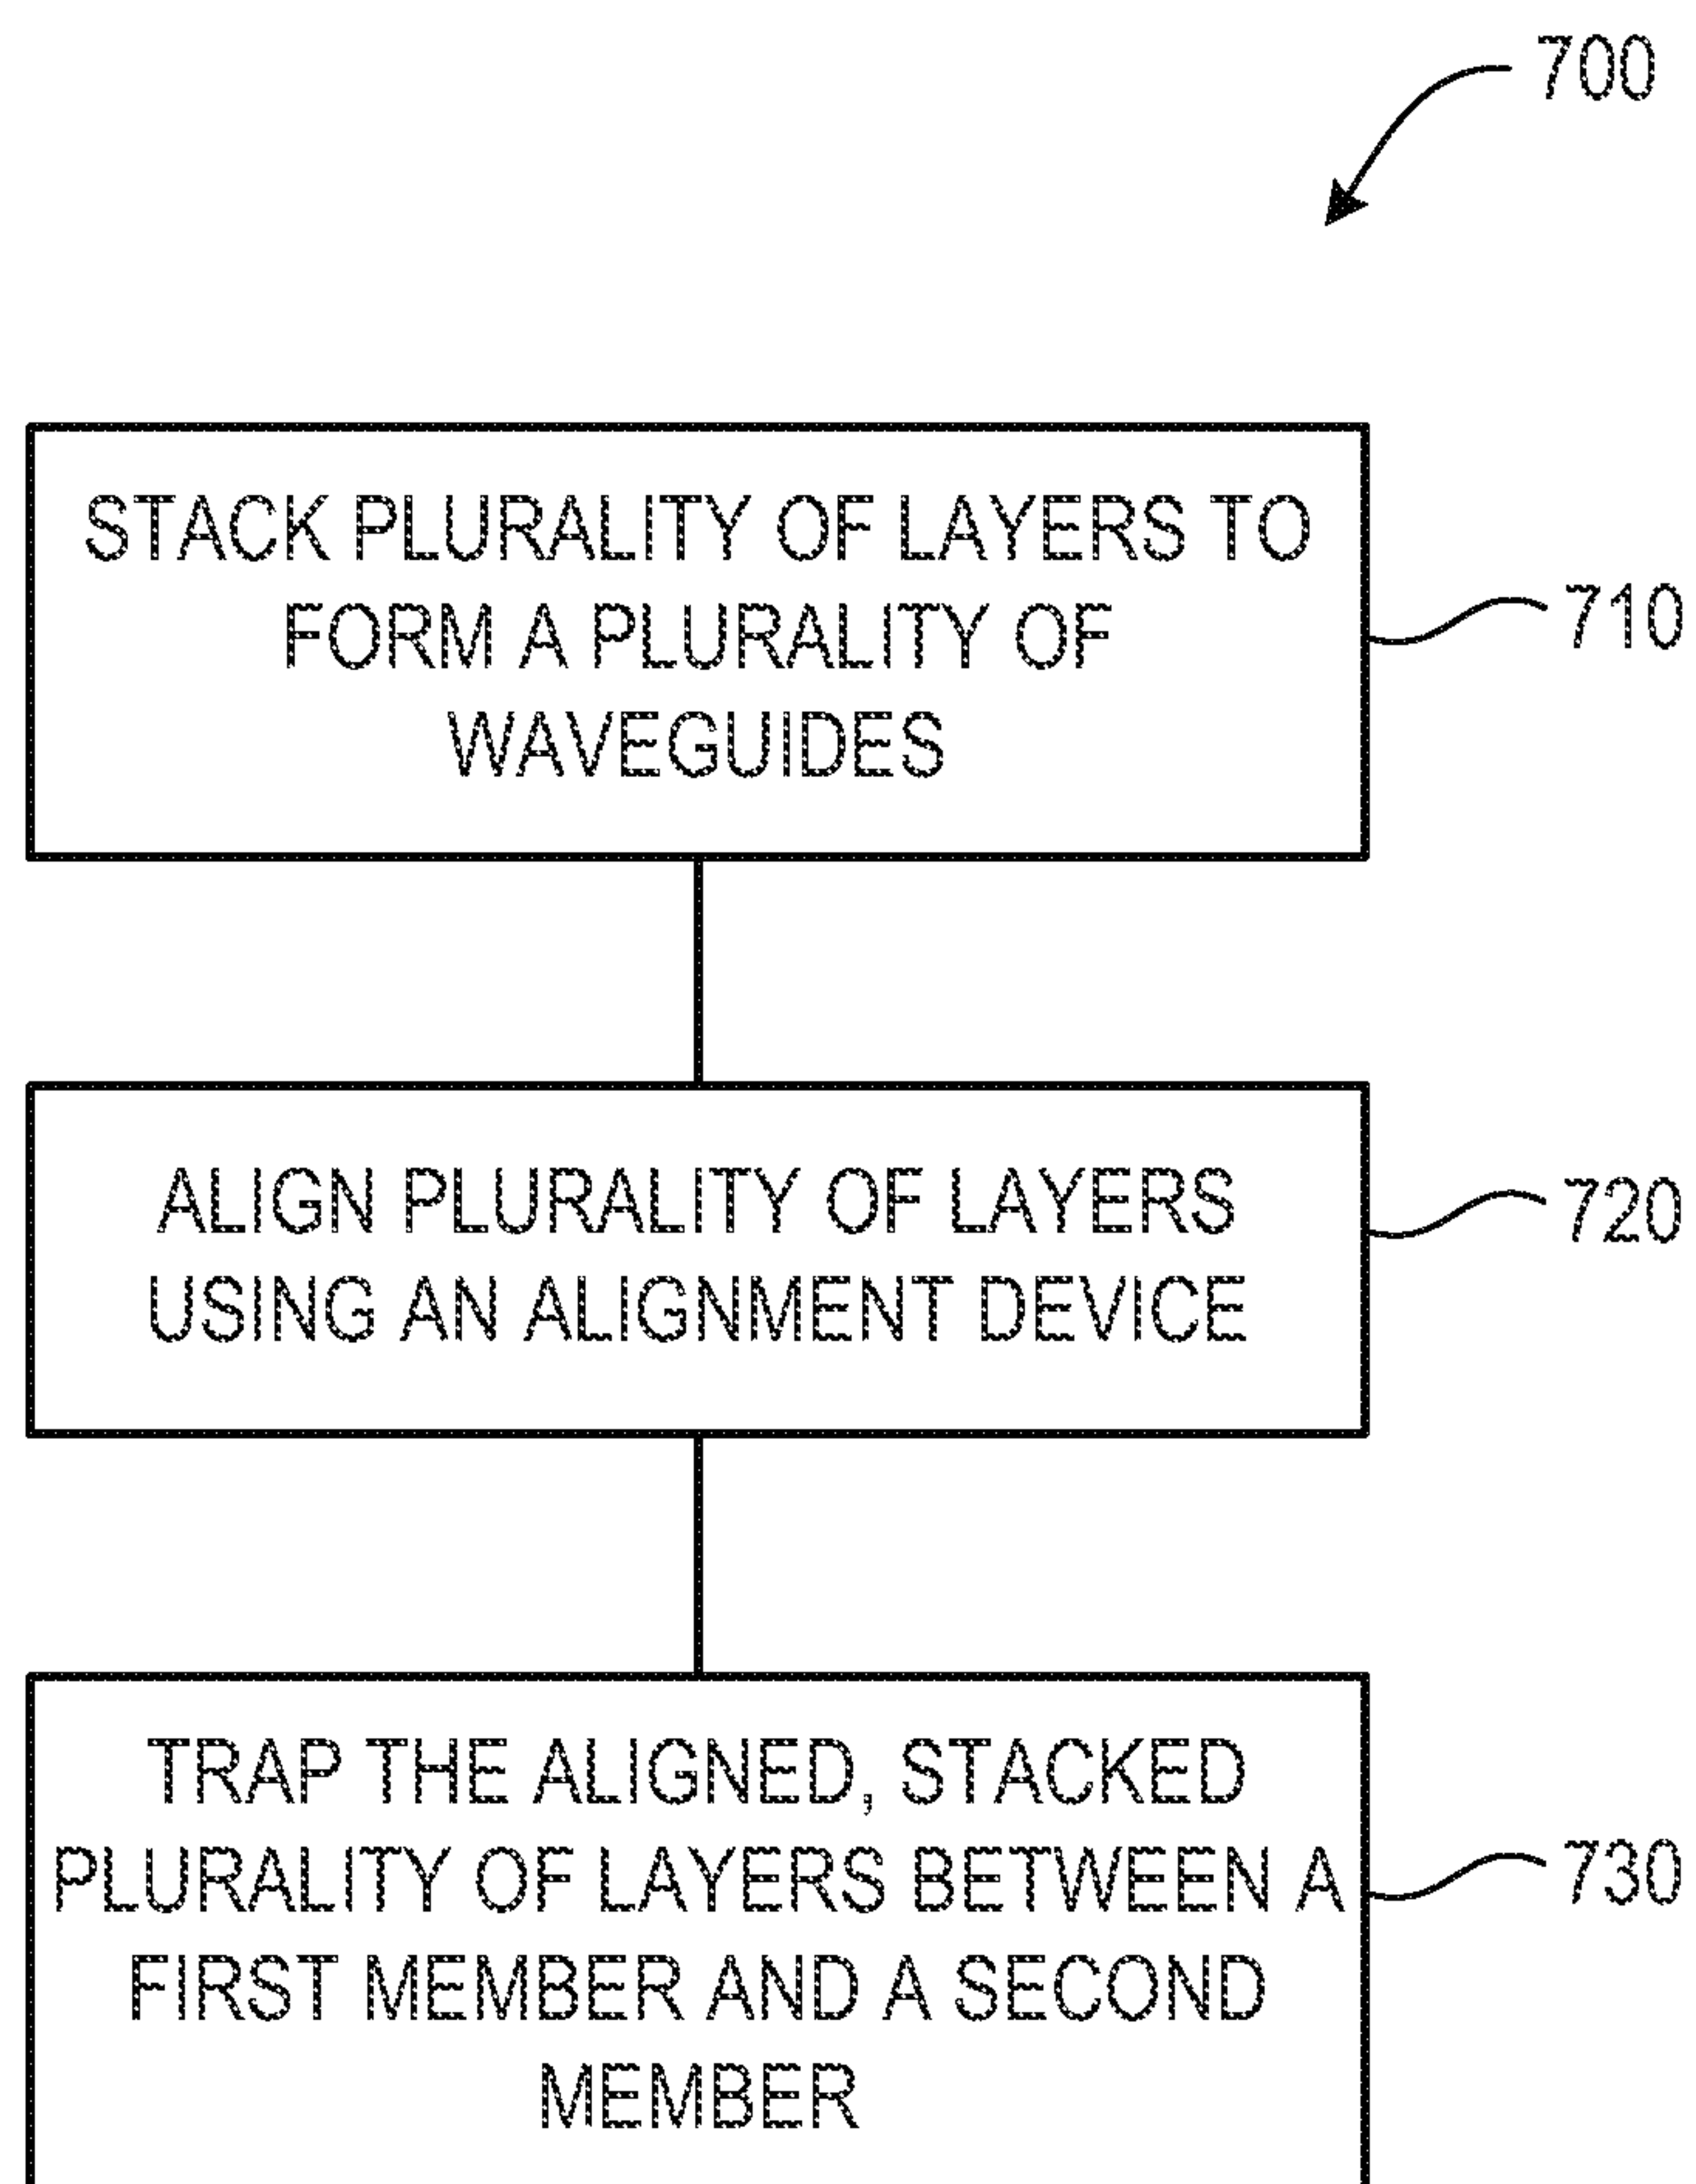 700
STACK PLURALITY OF LAYERS TO
FORM A PLURALITY OF
WAVEGUIDES
710
ALIGN PLURALITY OF LAYERS
USING AN ALIGNMENT DEVICE
720
TRAP THE ALIGNED, STACKED
PLURALITY OF LAYERS BETWEEN A
FIRST MEMBER AND A SECOND
MEMBER
730